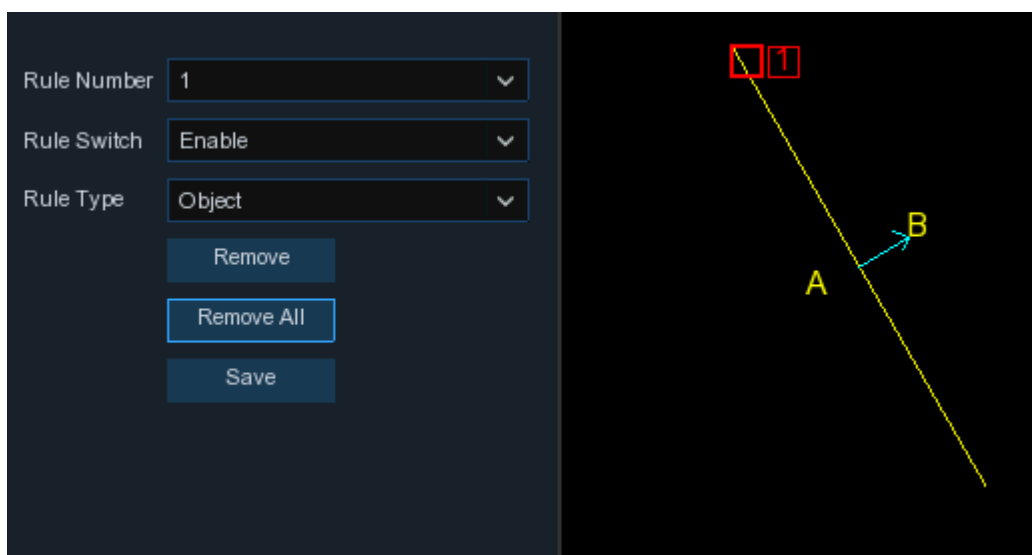 Rule Number 1
Rule Switch Enable
Rule Type Object
Remove
Remove All
Save
1
B
A